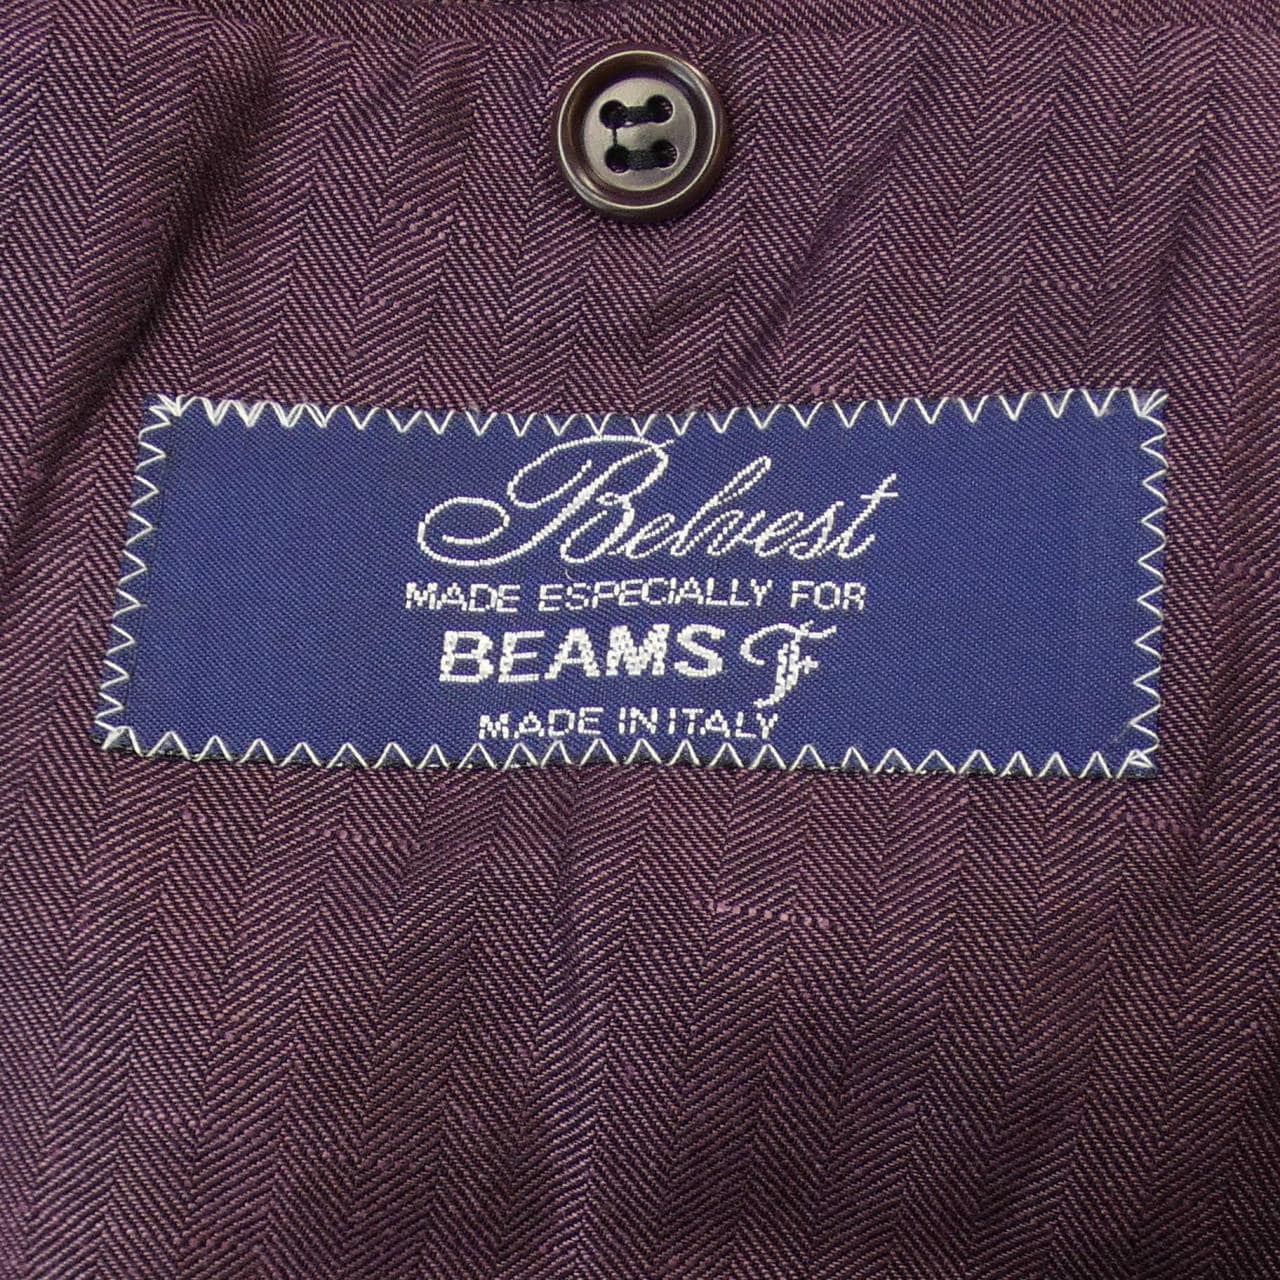 Belvest
MADE ESPECIALLY FOR
BEAMS F
MADE IN ITALY